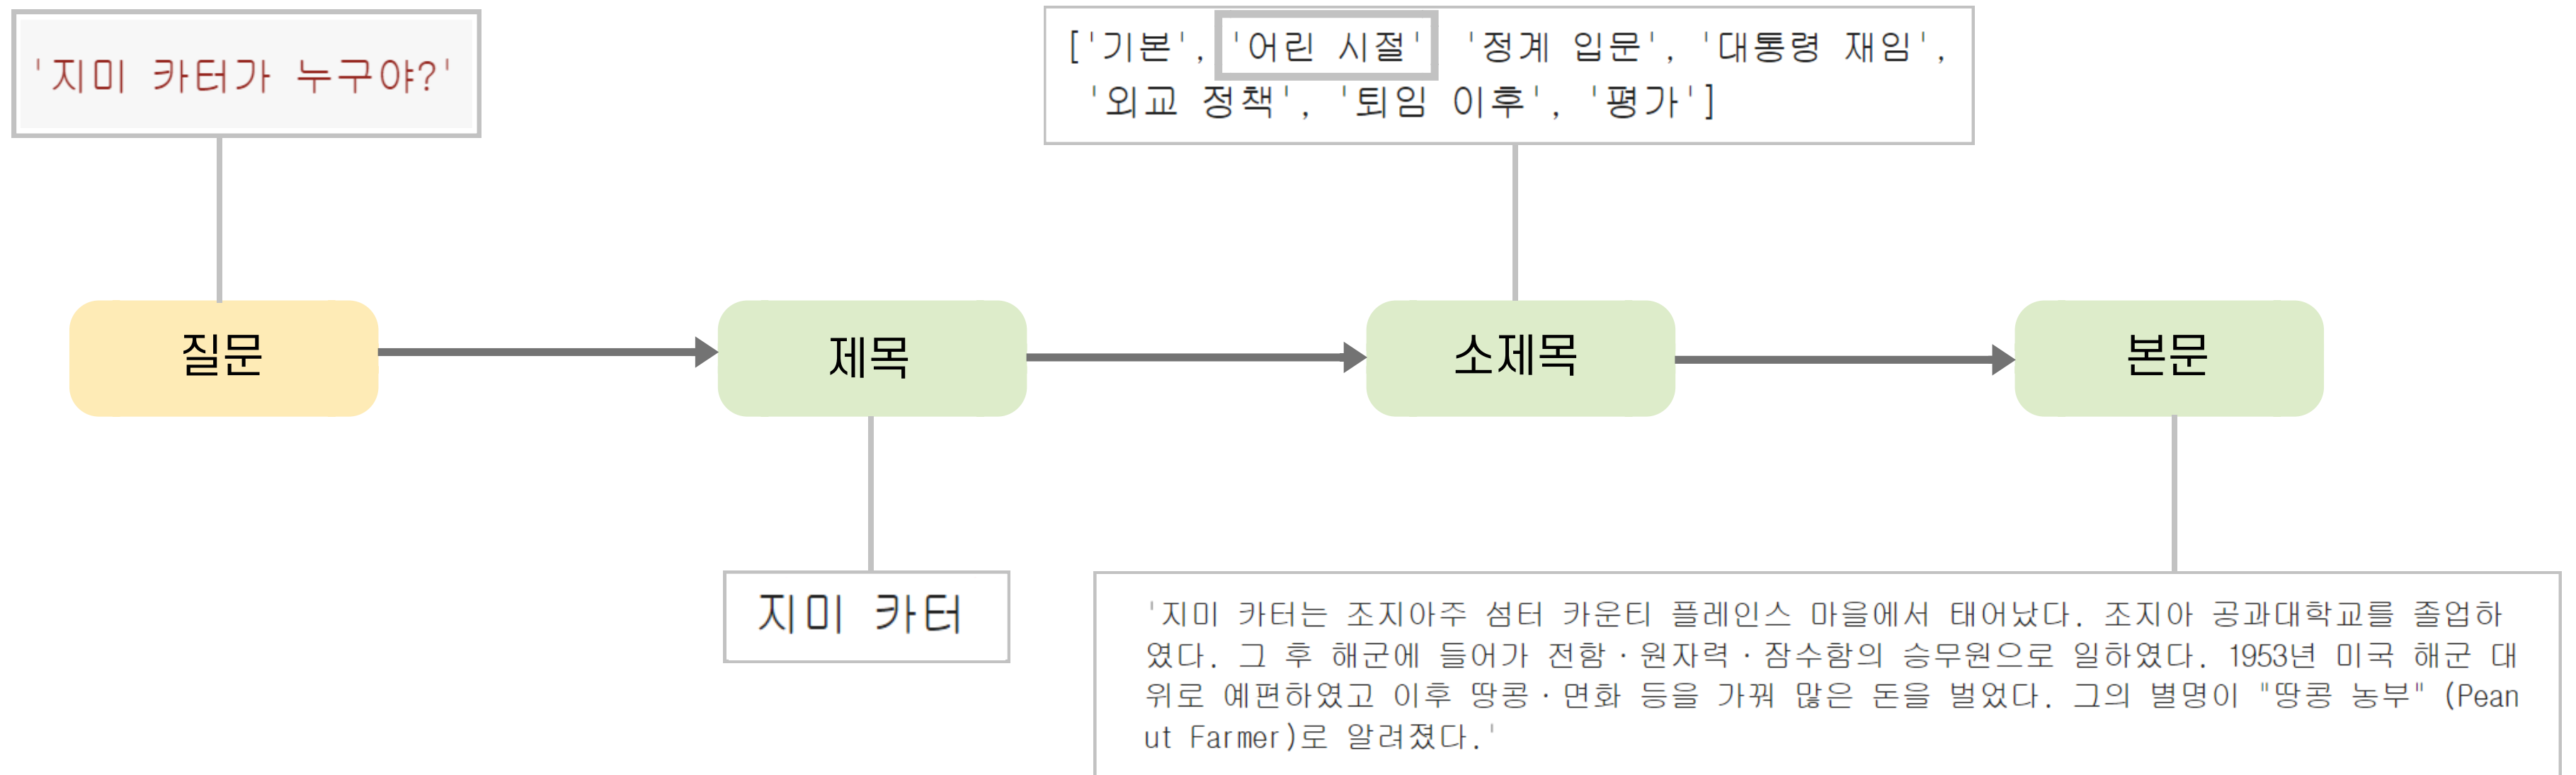 '지미 카터가 누구야?'
['기본', '어린 시절' '정계 입문', '대통령 재임',
'외교 정책', '퇴임 이후', '평가']
질문
제목
소제목
본문
지미 카터
'지미 카터는 조지아주 섬터 카운티 플레인스 마을에서 태어났다. 조지아 공과대학교를 졸업하
였다. 그 후 해군에 들어가 전함·원자력·잠수함의 승무원으로 일하였다. 1953년 미국 해군 대
위로 예편하였고 이후 땅콩·면화 등을 가꿔 많은 돈을 벌었다. 그의 별명이 "땅콩 농부" (Pean
ut Farmer)로 알려졌다.'